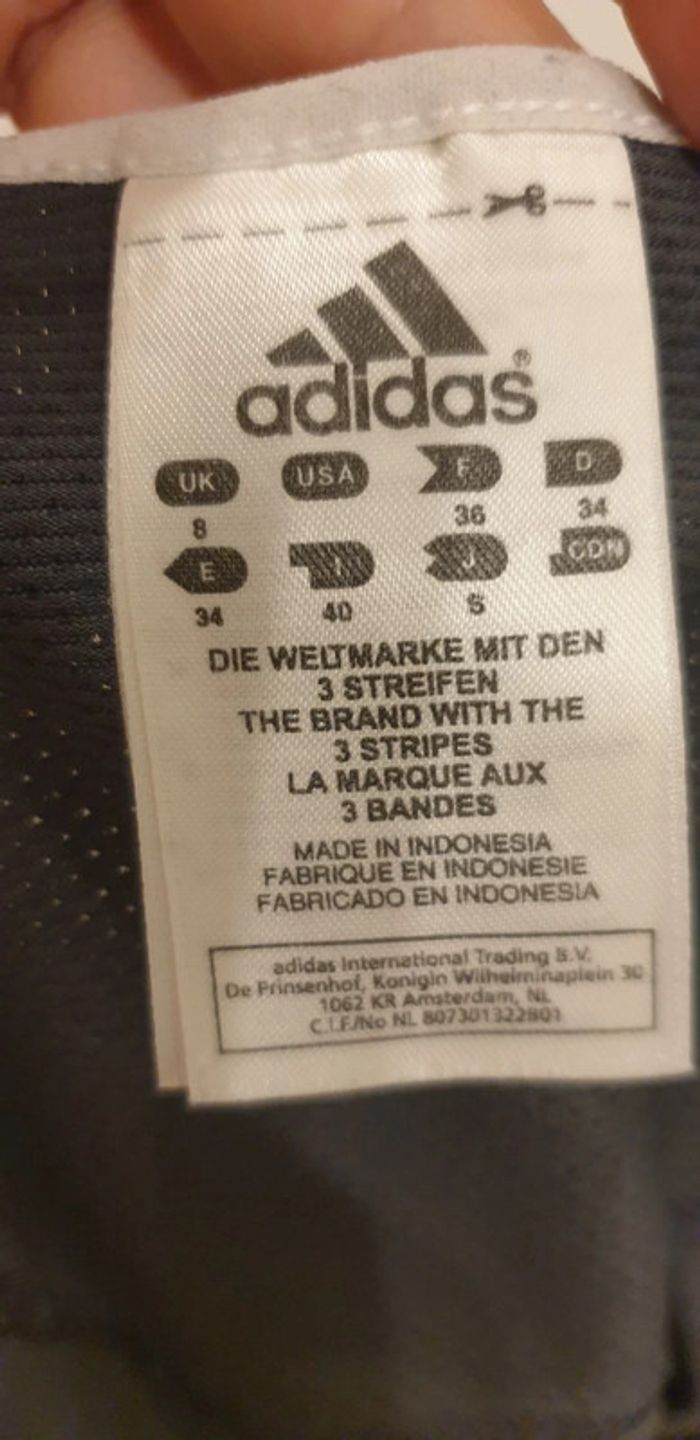 adidas®
UK USA F D
8 36 34
E I J CDN
34 40 S
DIE WELTMARKE MIT DEN
3 STREIFEN
THE BRAND WITH THE
3 STRIPES
LA MARQUE AUX
3 BANDES
MADE IN INDONESIA
FABRIQUE EN INDONESIE
FABRICADO EN INDONESIA
adidas International Trading B.V.
De Prinsenhof, Konigin Wilhelminaplein 30
1062 KR Amsterdam, NL
C.I.F./No NL 807301322B01